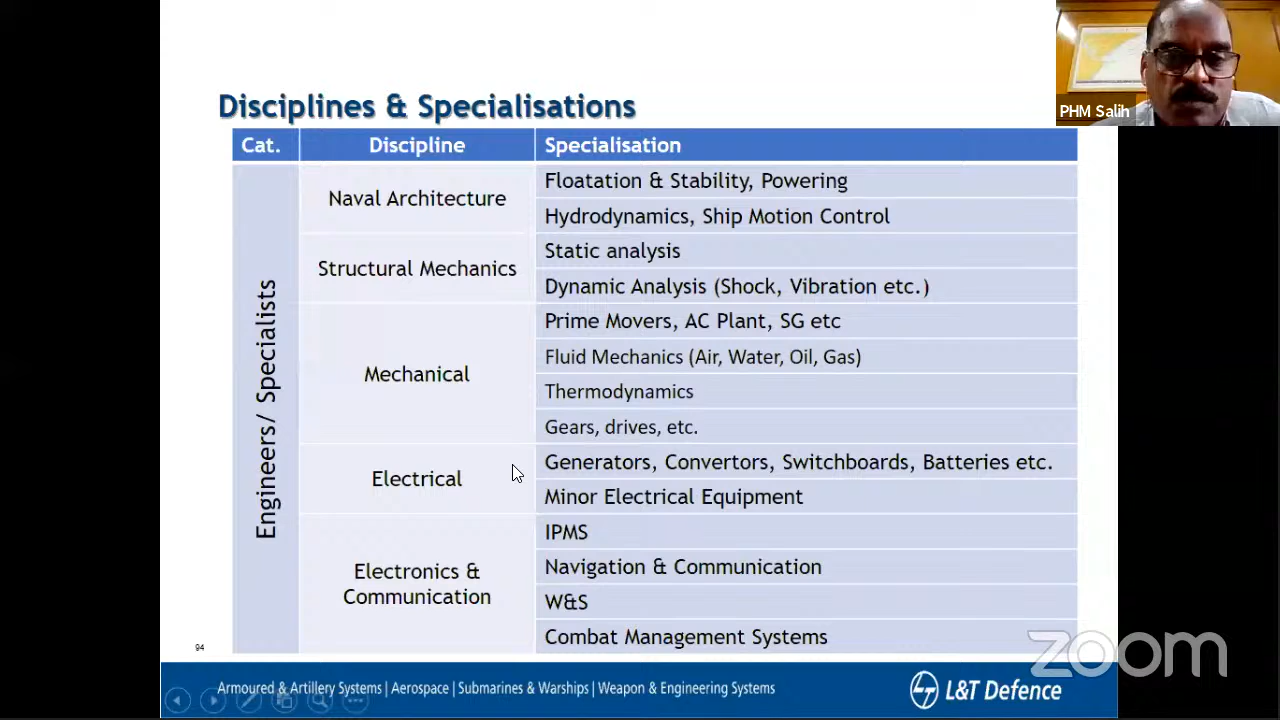 Disciplines & Specialisations
PHM Salih
Cat.
Discipline
Specialisation
Engineers/ Specialists
Naval Architecture
Floatation & Stability, Powering
Hydrodynamics, Ship Motion Control
Structural Mechanics
Static analysis
Dynamic Analysis (Shock, Vibration etc.)
Mechanical
Prime Movers, AC Plant, SG etc
Fluid Mechanics (Air, Water, Oil, Gas)
Thermodynamics
Gears, drives, etc.
Electrical
Generators, Convertors, Switchboards, Batteries etc.
Minor Electrical Equipment
Electronics &
Communication
IPMS
Navigation & Communication
W&S
Combat Management Systems
94
zoom
Armoured & Artillery Systems | Aerospace | Submarines & Warships | Weapon & Engineering Systems
L&T Defence